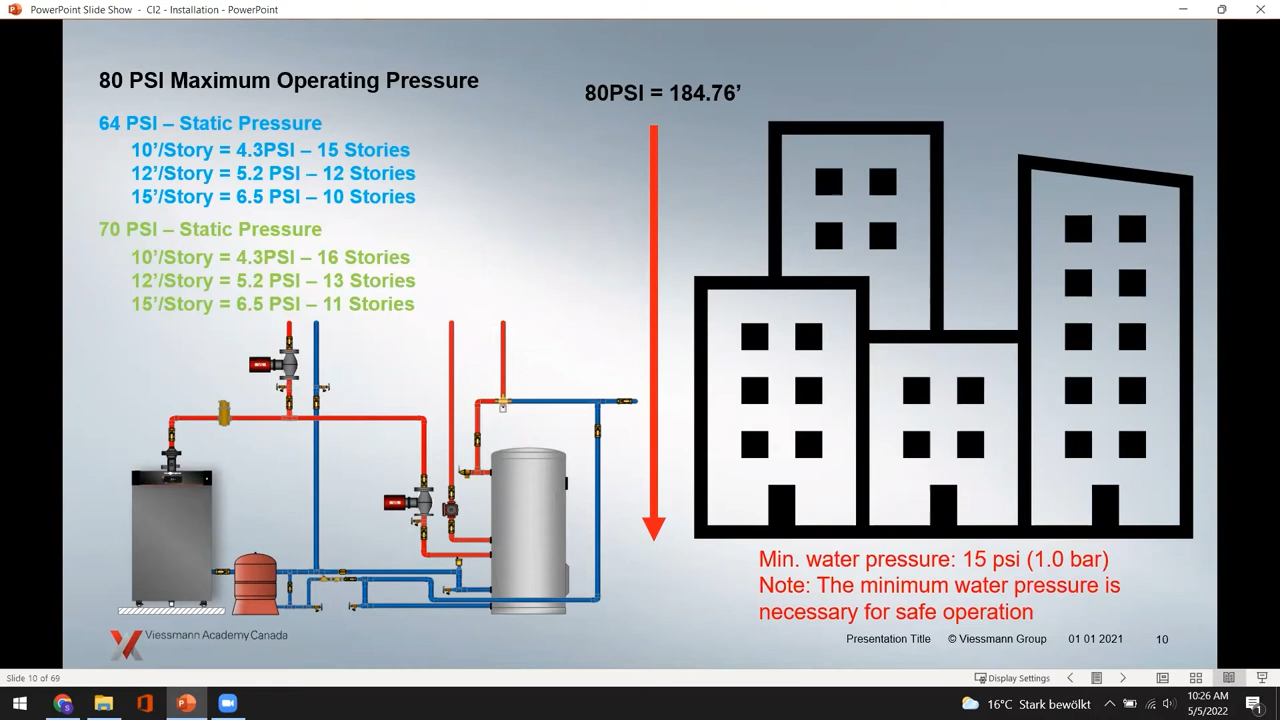 PowerPoint Slide Show - CI2 - Installation - PowerPoint
80 PSI Maximum Operating Pressure
80PSI = 184.76’
64 PSI – Static Pressure
10’/Story = 4.3PSI – 15 Stories
12’/Story = 5.2 PSI – 12 Stories
15’/Story = 6.5 PSI – 10 Stories
70 PSI – Static Pressure
10’/Story = 4.3PSI – 16 Stories
12’/Story = 5.2 PSI – 13 Stories
15’/Story = 6.5 PSI – 11 Stories
Min. water pressure: 15 psi (1.0 bar)
Note: The minimum water pressure is
necessary for safe operation
Viessmann Academy Canada
Presentation Title © Viessmann Group 01 01 2021 10
Slide 10 of 69
Display Settings
16°C Stark bewölkt
10:26 AM
5/5/2022
1